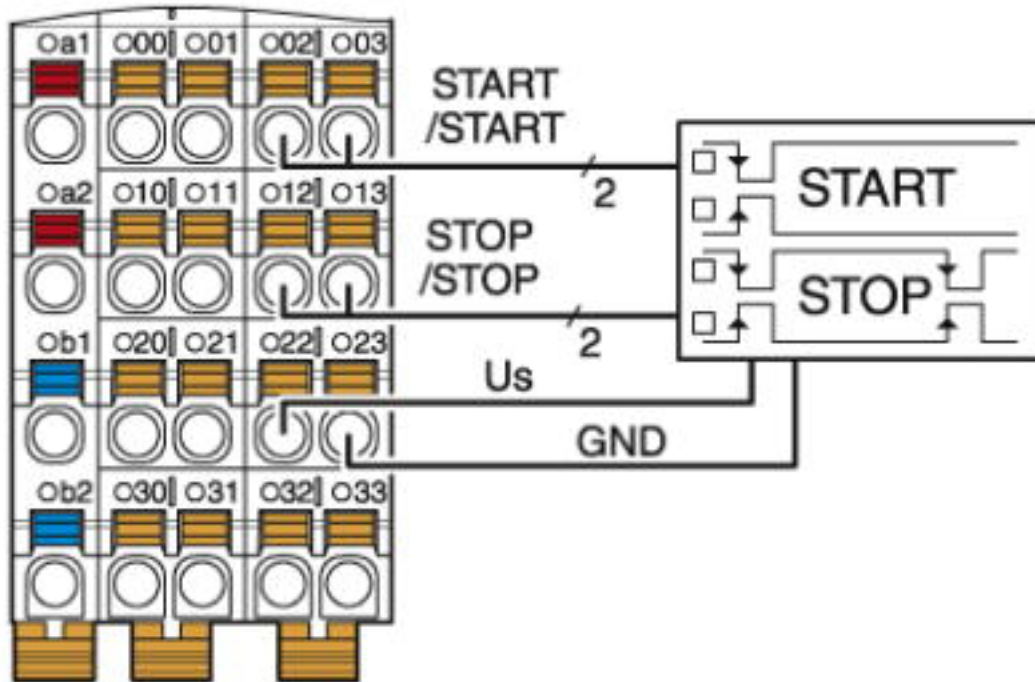 a1 00 01 02 03
START
/START
2
START
a2 10 11 12 13
STOP
/STOP
2
STOP
b1 20 21 22 23
Us
GND
b2 30 31 32 33